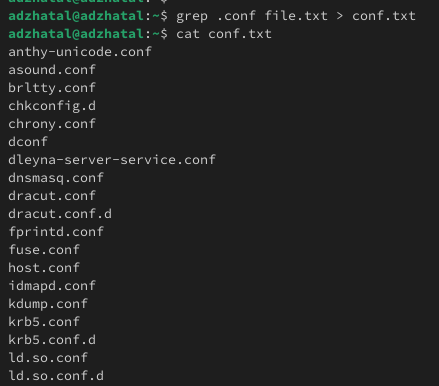 adzhatal@adzhatal:~$ grep .conf file.txt > conf.txt
adzhatal@adzhatal:~$ cat conf.txt
anthy-unicode.conf
asound.conf
brltty.conf
chkconfig.d
chrony.conf
dconf
dleyna-server-service.conf
dnsmasq.conf
dracut.conf
dracut.conf.d
fprintd.conf
fuse.conf
host.conf
idmapd.conf
kdump.conf
krb5.conf
krb5.conf.d
ld.so.conf
ld.so.conf.d